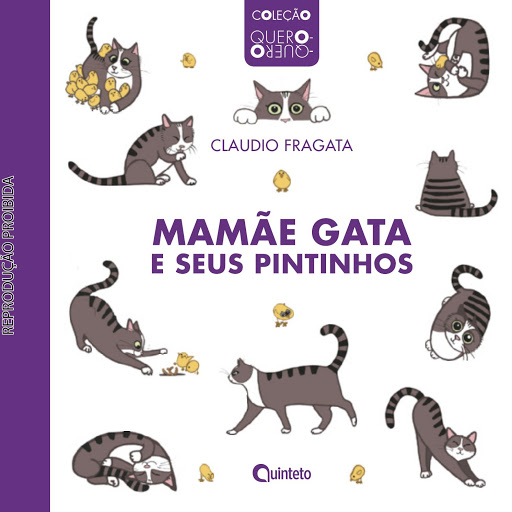 COLEÇÃO
QUERO-
QUERO-
CLAUDIO FRAGATA
MAMÃE GATA
E SEUS PINTINHOS
REPRODUÇÃO PROIBIDA
Quinteto